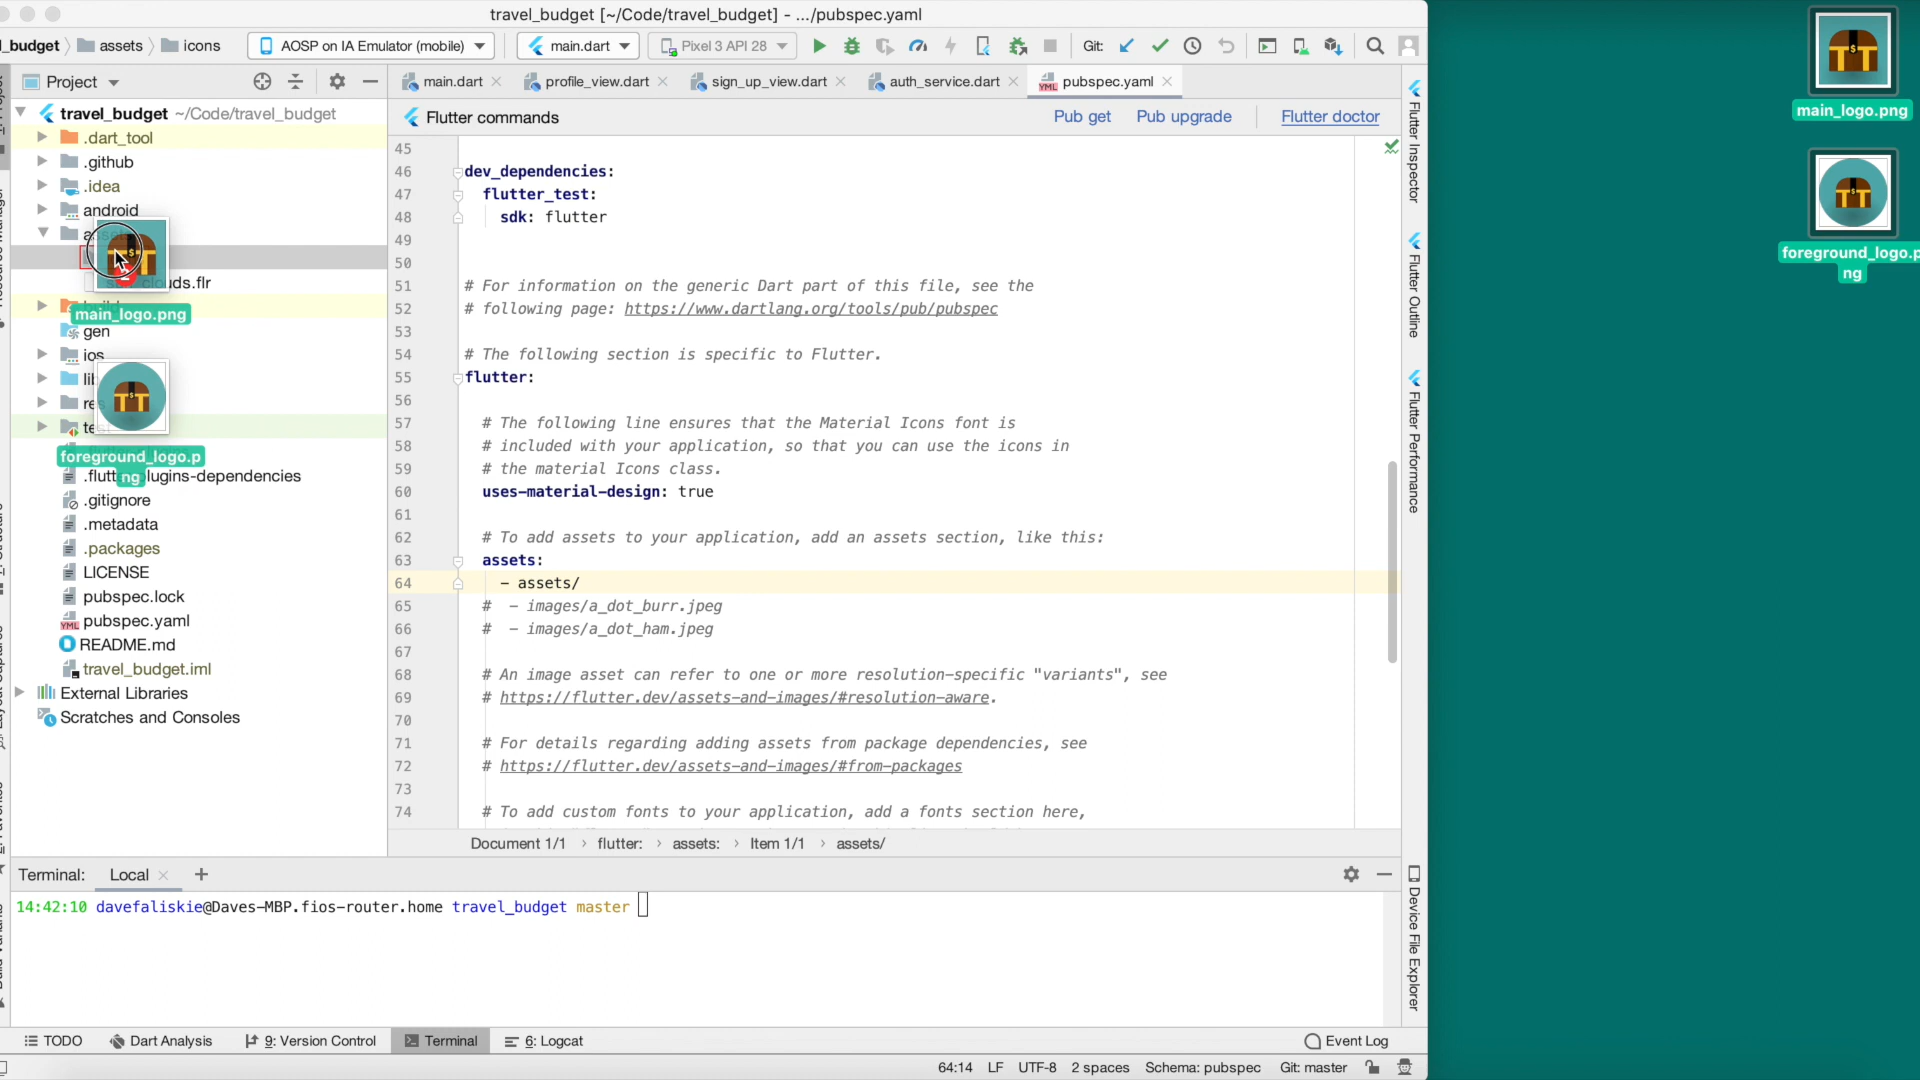 travel_budget [~/Code/travel_budget] - .../pubspec.yaml
l_budget
assets
icons
AOSP on IA Emulator (mobile)
main.dart
Pixel 3 API 28
Git:
Project
main.dart
profile_view.dart
sign_up_view.dart
auth_service.dart
YML pubspec.yaml
Flutter commands
Pub get
Pub upgrade
Flutter doctor
travel_budget ~/Code/travel_budget
.dart_tool
.github
.idea
android
clouds.flr
main_logo.png
gen
ios
foreground_logo.p
ng
.flutt
lugins-dependencies
.gitignore
.metadata
.packages
LICENSE
pubspec.lock
YML pubspec.yaml
README.md
travel_budget.iml
External Libraries
Scratches and Consoles
45
46 dev_dependencies:
47 flutter_test:
48 sdk: flutter
49
50
51 # For information on the generic Dart part of this file, see the
52 # following page: https://www.dartlang.org/tools/pub/pubspec
53
54 # The following section is specific to Flutter.
55 flutter:
56
57 # The following line ensures that the Material Icons font is
58 # included with your application, so that you can use the icons in
59 # the material Icons class.
60 uses-material-design: true
61
62 # To add assets to your application, add an assets section, like this:
63 assets:
64 - assets/
65 # - images/a_dot_burr.jpeg
66 # - images/a_dot_ham.jpeg
67
68 # An image asset can refer to one or more resolution-specific "variants", see
69 # https://flutter.dev/assets-and-images/#resolution-aware.
70
71 # For details regarding adding assets from package dependencies, see
72 # https://flutter.dev/assets-and-images/#from-packages
73
74 # To add custom fonts to your application, add a fonts section here,
Document 1/1 › flutter: › assets: › Item 1/1 › assets/
Flutter Inspector
Flutter Outline
Flutter Performance
Device File Explorer
Terminal:
Local
14:42:10 davefaliskie@Daves-MBP.fios-router.home travel_budget master
TODO
Dart Analysis
9: Version Control
Terminal
6: Logcat
Event Log
64:14
LF
UTF-8
2 spaces
Schema: pubspec
Git: master
main_logo.png
foreground_logo.p
ng